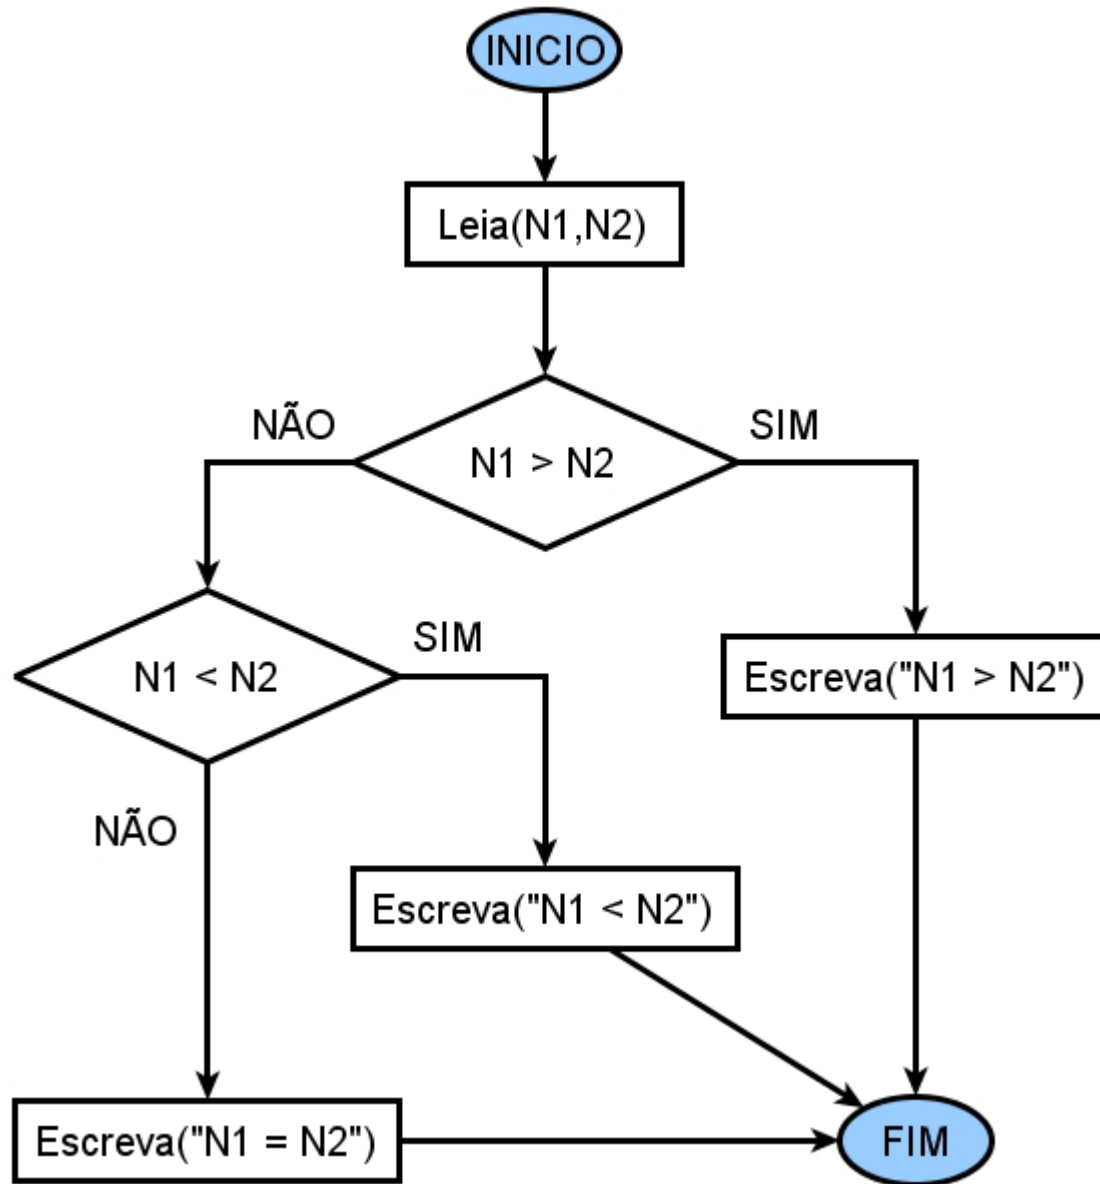 INICIO
Leia(N1,N2)
NÃO
SIM
N1 > N2
SIM
N1 < N2
Escreva("N1 > N2")
NÃO
Escreva("N1 < N2")
Escreva("N1 = N2")
FIM